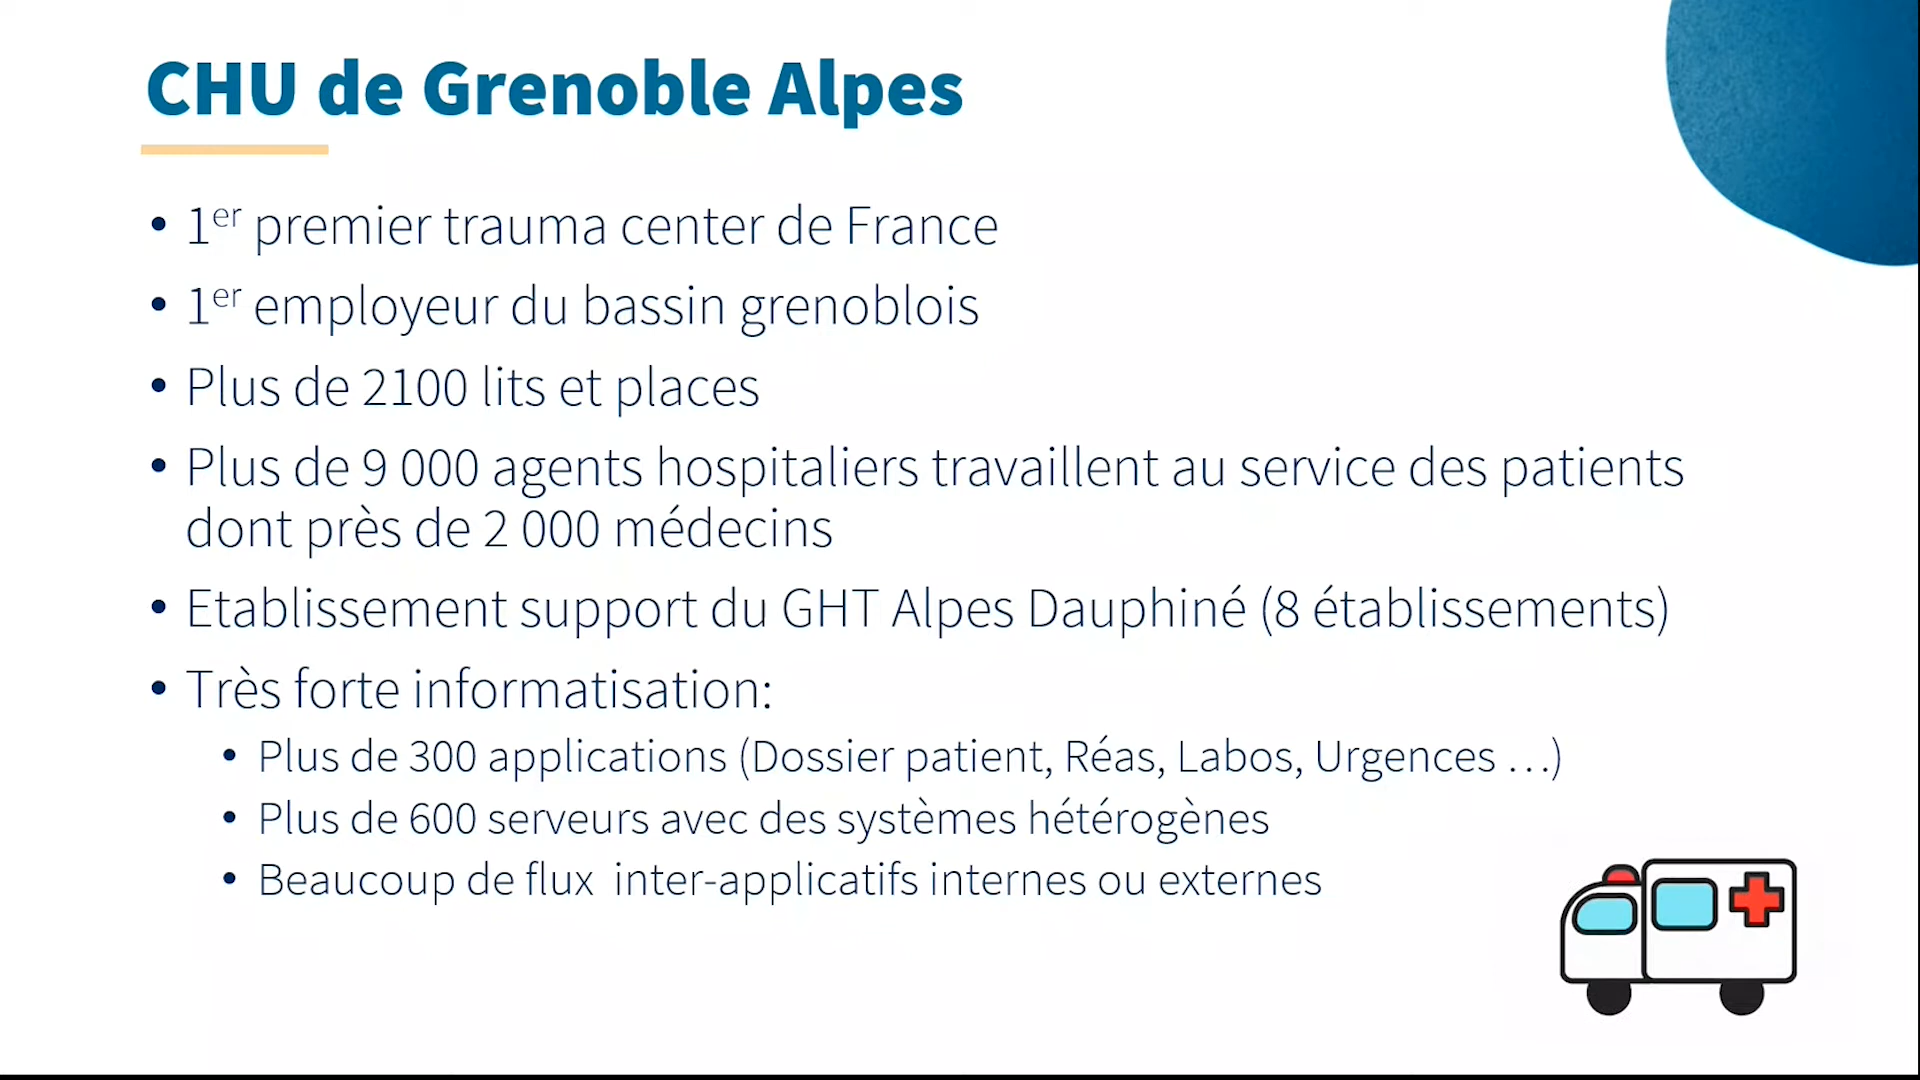 CHU de Grenoble Alpes
• 1er premier trauma center de France
• 1er employeur du bassin grenoblois
• Plus de 2100 lits et places
• Plus de 9 000 agents hospitaliers travaillent au service des patients
dont près de 2 000 médecins
• Etablissement support du GHT Alpes Dauphiné (8 établissements)
• Très forte informatisation:
• Plus de 300 applications (Dossier patient, Réas, Labos, Urgences …)
• Plus de 600 serveurs avec des systèmes hétérogènes
• Beaucoup de flux  inter-applicatifs internes ou externes